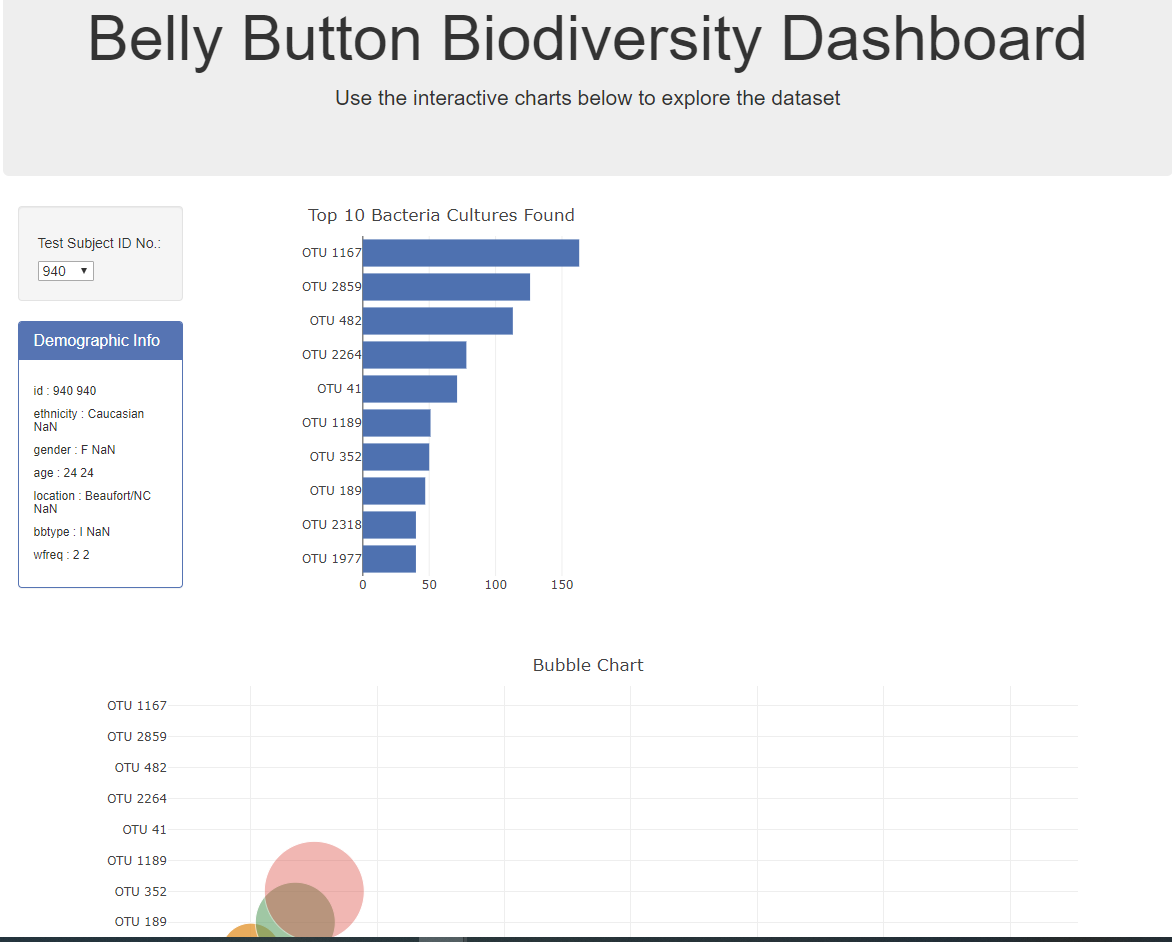 Belly Button Biodiversity Dashboard
Use the interactive charts below to explore the dataset
Test Subject ID No.:
940
Demographic Info
id : 940 940
ethnicity : Caucasian
NaN
gender : F NaN
age : 24 24
location : Beaufort/NC
NaN
bbtype : I NaN
wfreq : 2 2
Top 10 Bacteria Cultures Found
OTU 1167
OTU 2859
OTU 482
OTU 2264
OTU 41
OTU 1189
OTU 352
OTU 189
OTU 2318
OTU 1977
0 50 100 150
Bubble Chart
OTU 1167
OTU 2859
OTU 482
OTU 2264
OTU 41
OTU 1189
OTU 352
OTU 189